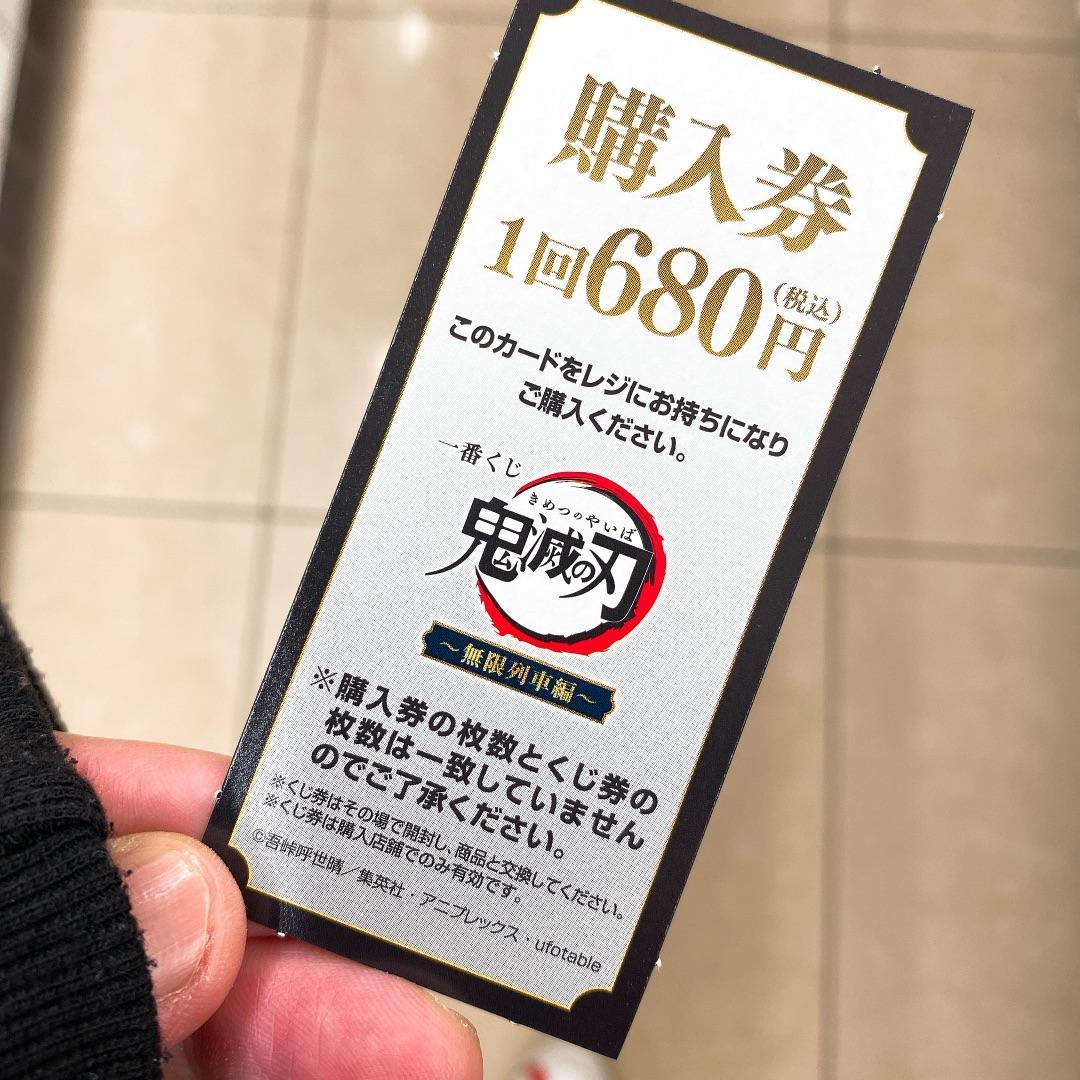 購入券
1回680円(税込)
このカードをレジにお持ちになり
ご購入ください。
一番くじ
きめつのやいば
鬼滅の刃
~無限列車編~
※購入券の枚数とくじ券の
枚数は一致していません
のでご了承ください。
※くじ券はその場で開封し、商品と交換してください。
※くじ券は購入店舗でのみ有効です。
©吾峠呼世晴/集英社・アニプレックス・ufotable